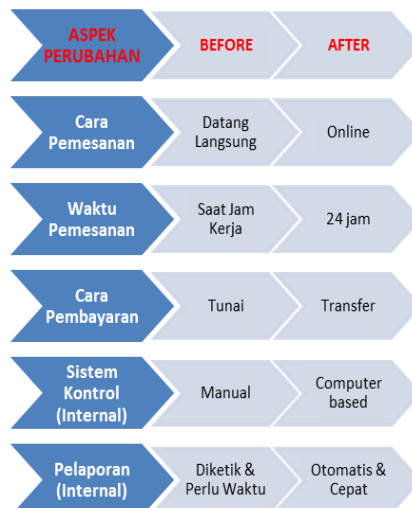 ASPEK
PERUBAHAN
BEFORE
AFTER
Cara
Pemesanan
Datang
Langsung
Online
Waktu
Pemesanan
Saat Jam
Kerja
24 jam
Cara
Pembayaran
Tunai
Transfer
Sistem
Kontrol
(Internal)
Manual
Computer
based
Pelaporan
(Internal)
Diketik &
Perlu Waktu
Otomatis &
Cepat